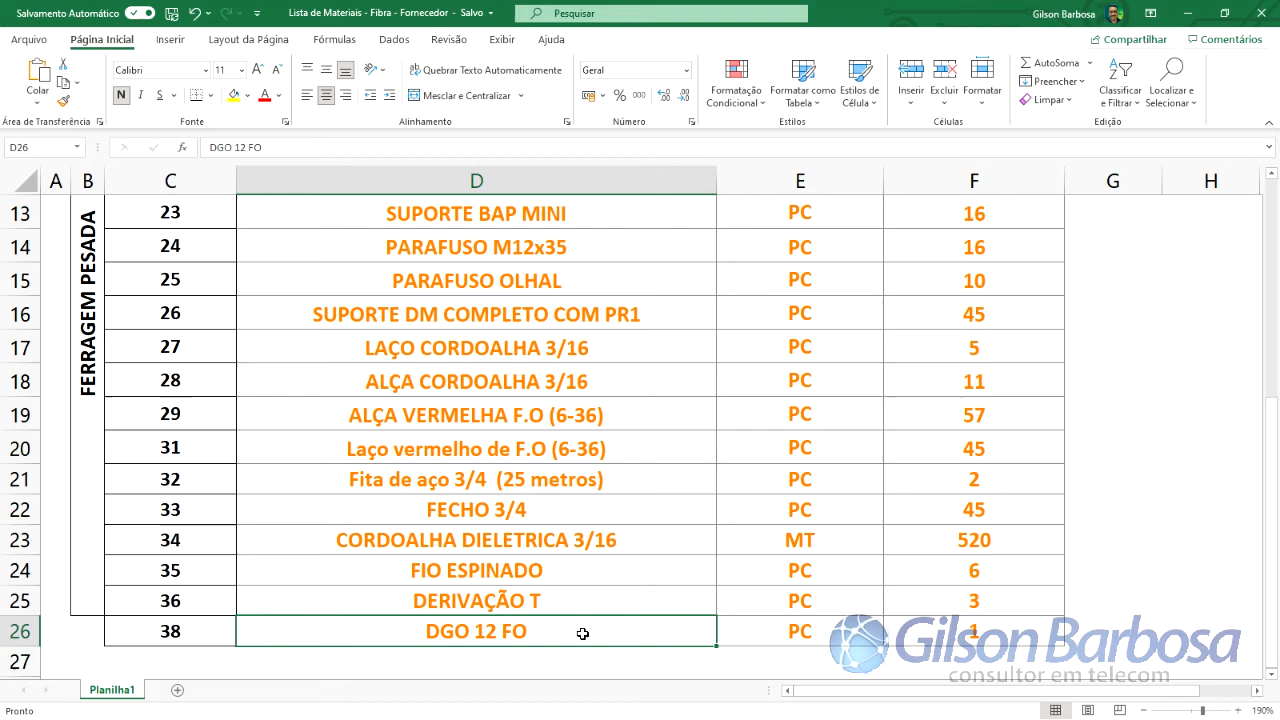 Salvamento Automático
Lista de Materiais - Fibra - Fornecedor - Salvo
Pesquisar
Gilson Barbosa
Arquivo Página Inicial Inserir Layout da Página Fórmulas Dados Revisão Exibir Ajuda Compartilhar Comentários
Colar
Área de Transferência
Calibri 11
N I S
Fonte
Quebrar Texto Automaticamente
Mesclar e Centralizar
Alinhamento
Geral
% 000
Número
Formatação Condicional
Formatar como Tabela
Estilos de Célula
Estilos
Inserir Excluir Formatar
Células
AutoSoma
Preencher
Limpar
Classificar e Filtrar
Localizar e Selecionar
Edição
D26 fx DGO 12 FO
A B C D E F G H
FERRAGEM PESADA
13 23 SUPORTE BAP MINI PC 16
14 24 PARAFUSO M12x35 PC 16
15 25 PARAFUSO OLHAL PC 10
16 26 SUPORTE DM COMPLETO COM PR1 PC 45
17 27 LAÇO CORDOALHA 3/16 PC 5
18 28 ALÇA CORDOALHA 3/16 PC 11
19 29 ALÇA VERMELHA F.O (6-36) PC 57
20 31 Laço vermelho de F.O (6-36) PC 45
21 32 Fita de aço 3/4 (25 metros) PC 2
22 33 FECHO 3/4 PC 45
23 34 CORDOALHA DIELETRICA 3/16 MT 520
24 35 FIO ESPINADO PC 6
25 36 DERIVAÇÃO T PC 3
26 38 DGO 12 FO PC 1
27
Gilson Barbosa
consultor em telecom
Planilha1
Pronto
190%